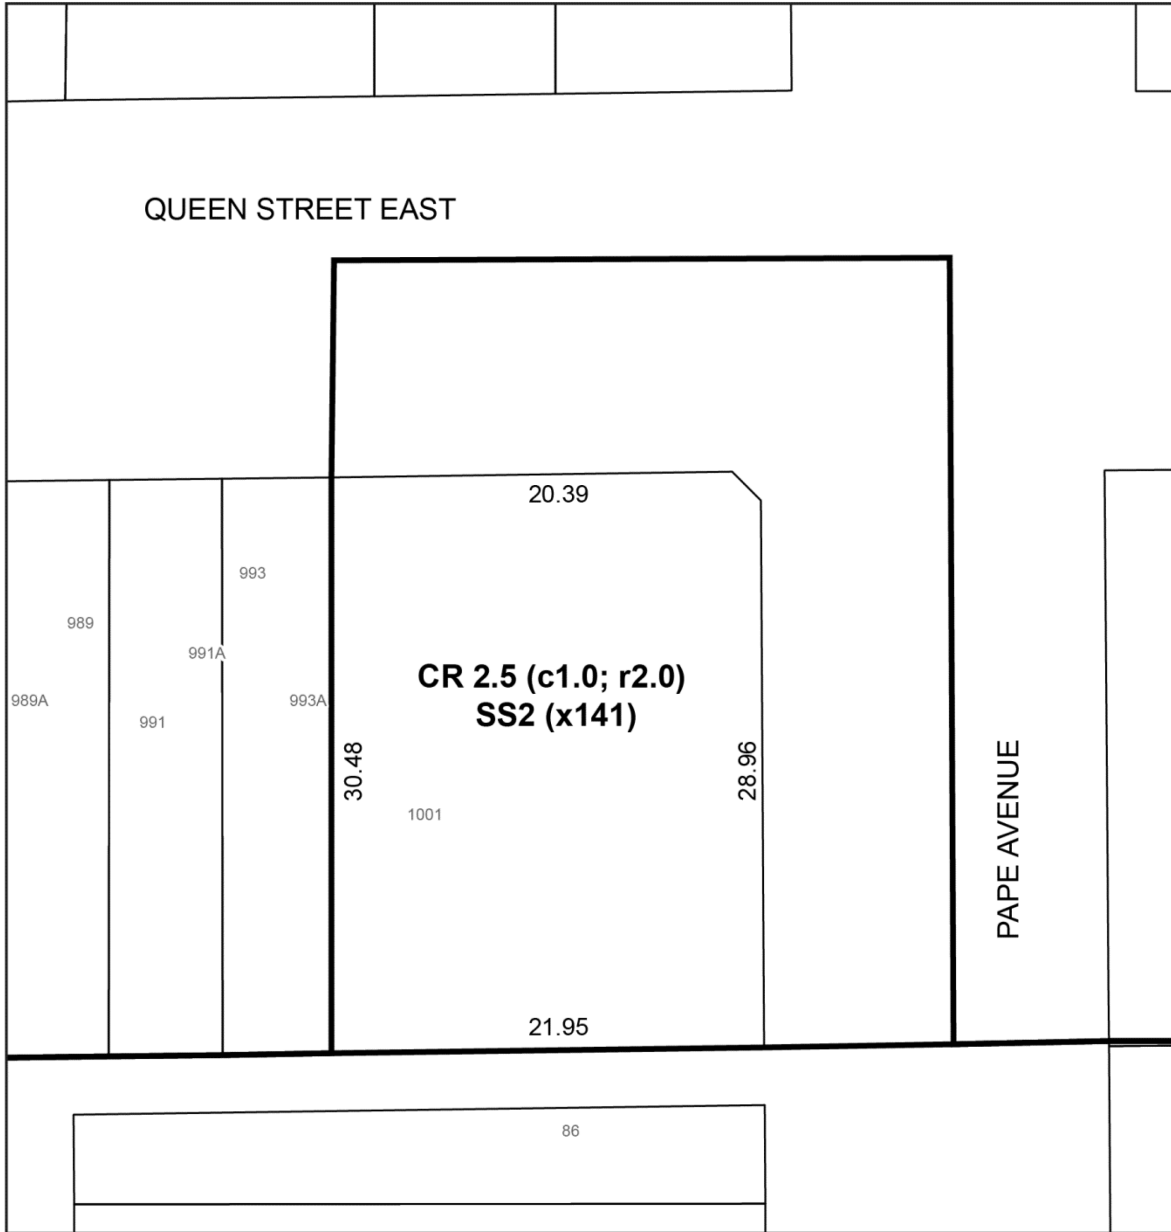 QUEEN STREET EAST
20.39
993
989
991A
CR 2.5 (c1.0; r2.0)
SS2 (x141)
989A
993A
991
30.48
28.96
PAPE AVENUE
1001
21.95
86